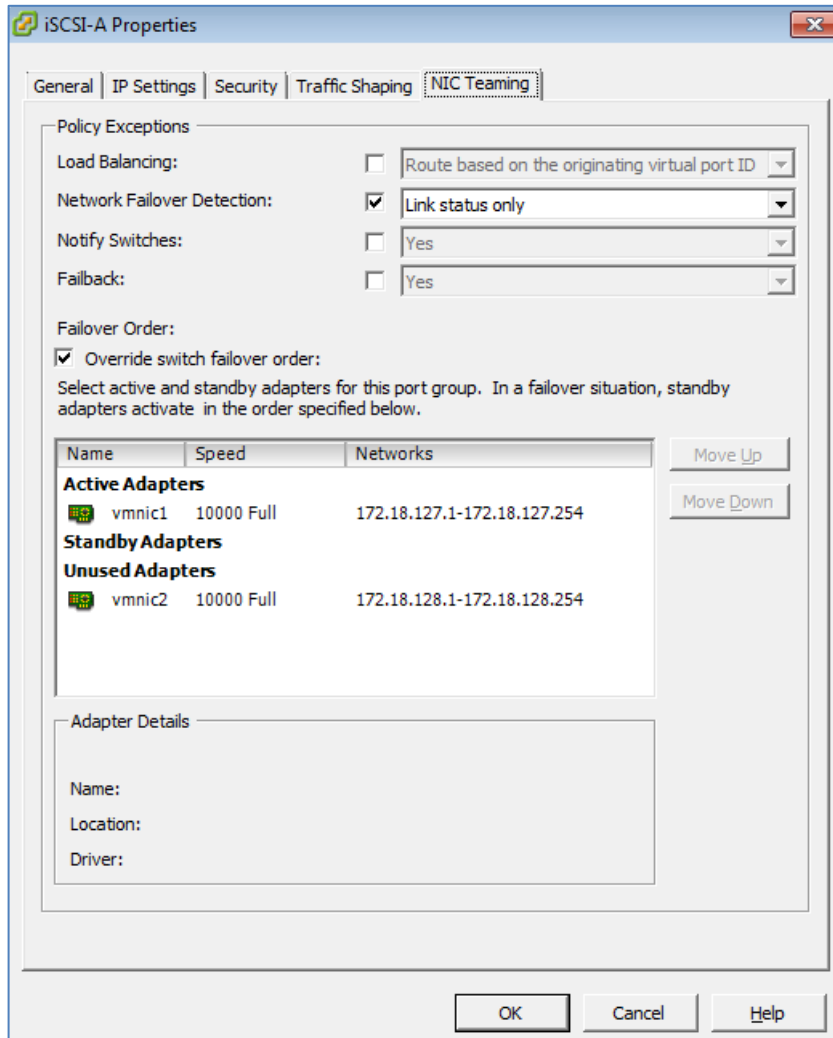 iSCSI-A Properties
General IP Settings Security Traffic Shaping NIC Teaming
Policy Exceptions
Load Balancing: Route based on the originating virtual port ID
Network Failover Detection: Link status only
Notify Switches: Yes
Failback: Yes
Failover Order:
Override switch failover order:
Select active and standby adapters for this port group. In a failover situation, standby
adapters activate in the order specified below.
Name Speed Networks Move Up
Active Adapters
vmnic1 10000 Full 172.18.127.1-172.18.127.254 Move Down
Standby Adapters
Unused Adapters
vmnic2 10000 Full 172.18.128.1-172.18.128.254
Adapter Details
Name:
Location:
Driver:
OK Cancel Help